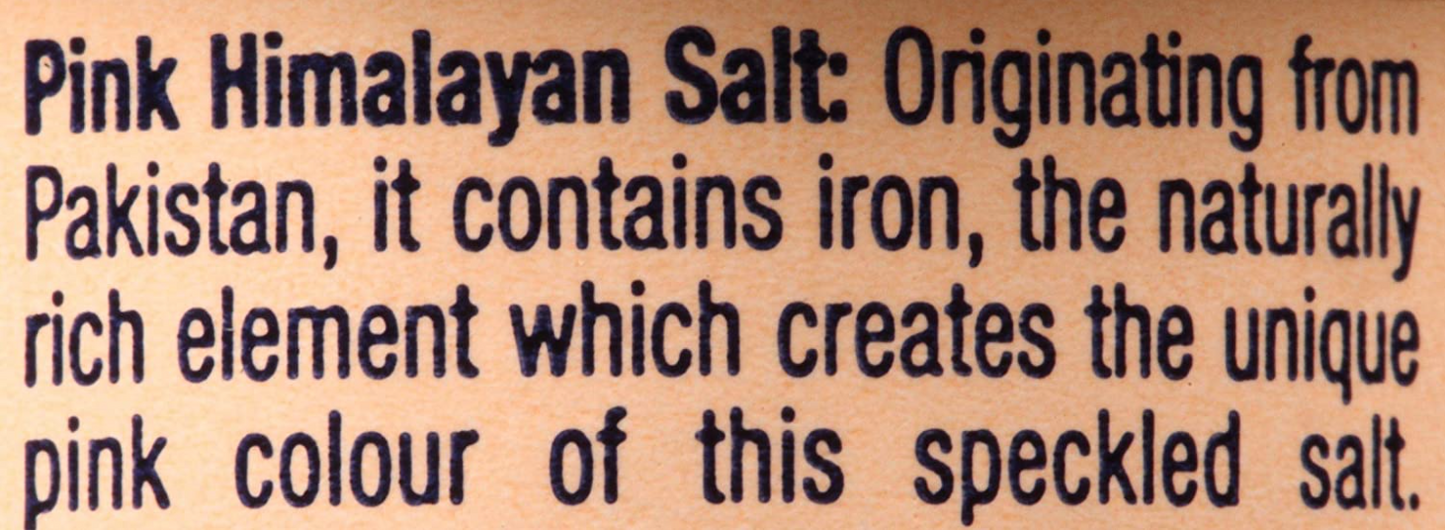 Pink Himalayan Salt: Originating from
Pakistan, it contains iron, the naturally
rich element which creates the unique
pink colour of this speckled salt.